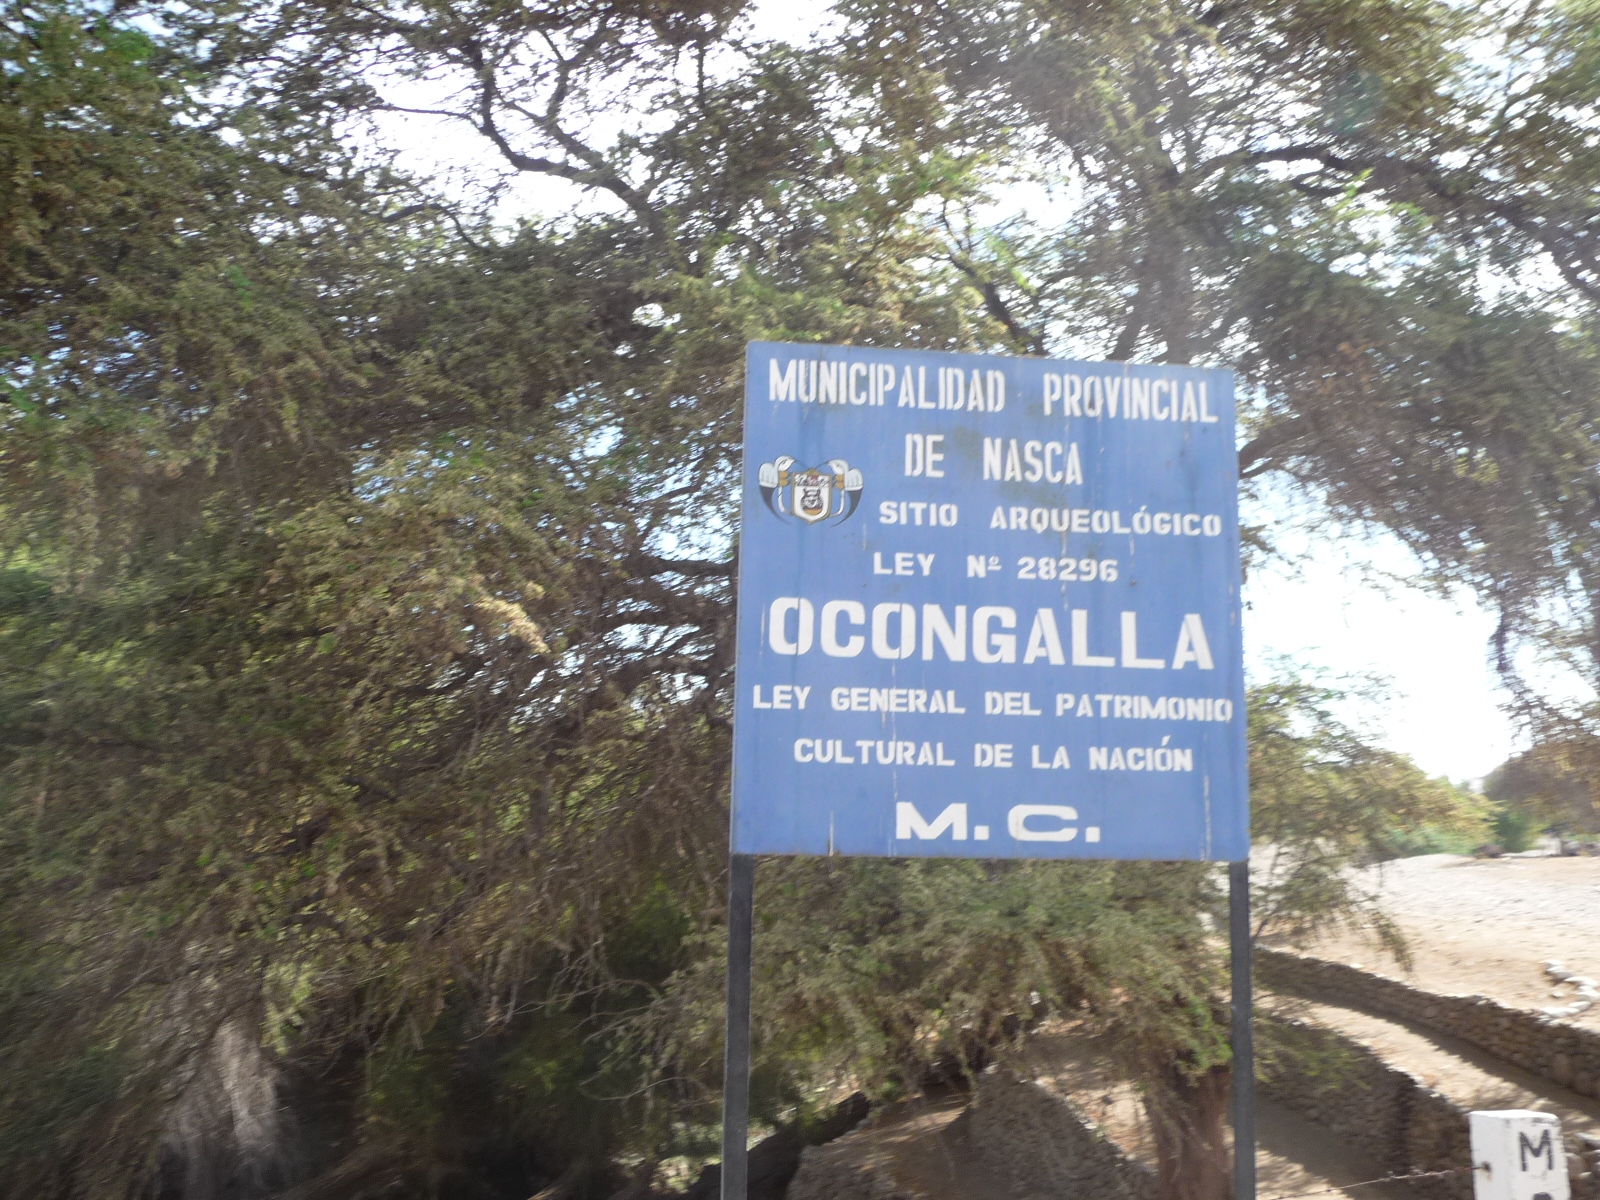 MUNICIPALIDAD PROVINCIAL
DE NASCA
SITIO ARQUEOLÓGICO
LEY Nº 28296
OCONGALLA
LEY GENERAL DEL PATRIMONIO
CULTURAL DE LA NACIÓN
M. C.
M